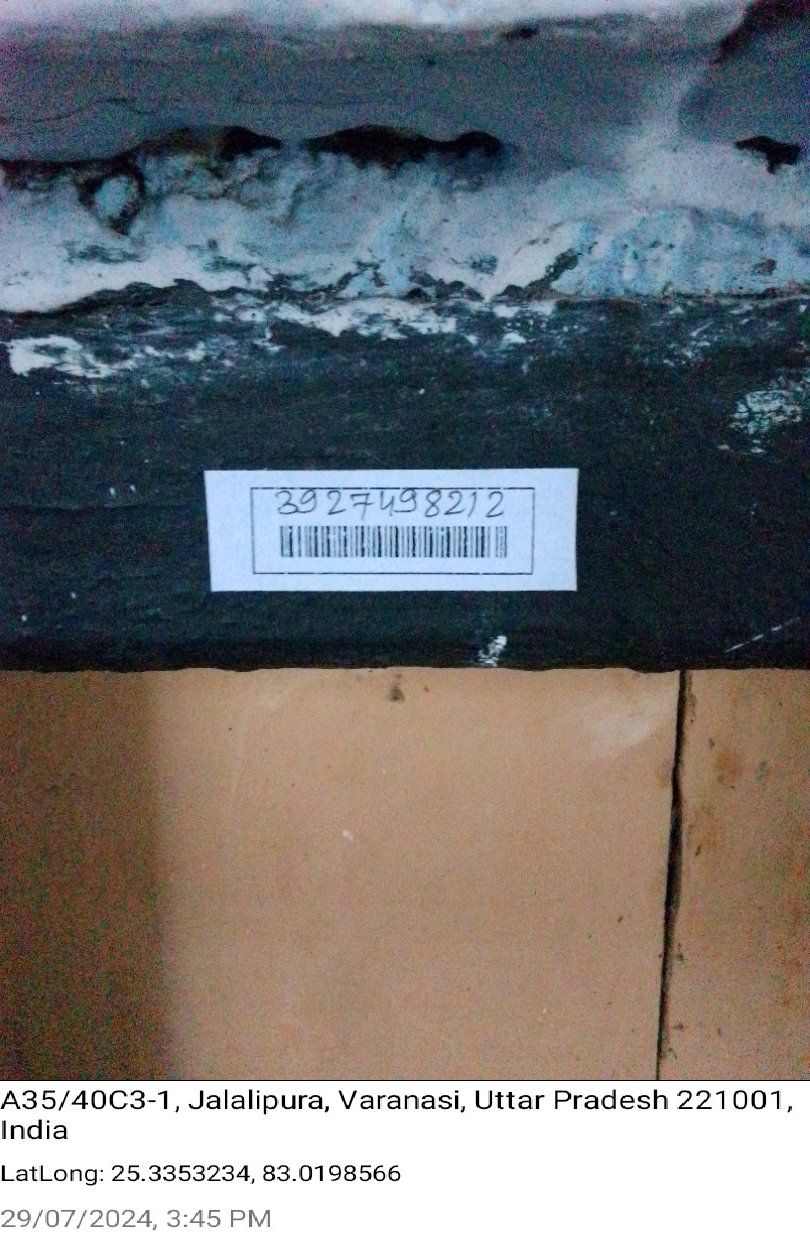 3927498212
A35/40C3-1, Jalalipura, Varanasi, Uttar Pradesh 221001,
India
LatLong: 25.3353234, 83.0198566
29/07/2024, 3:45 PM